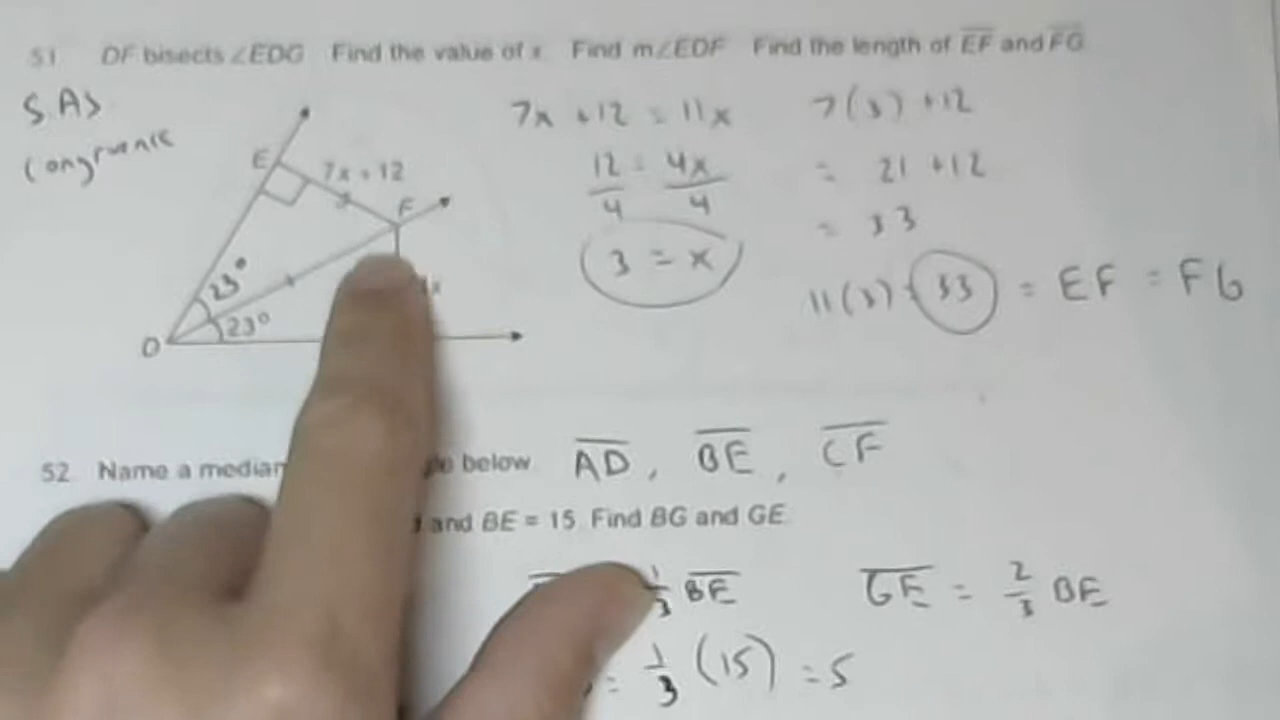 51 DF bisects ∠EDG Find the value of x Find m∠EDF Find the length of EF and FG
SAS
Congruence
E
7x + 12
F
23°
23°
D
x
7x + 12 = 11x
12 = 4x
4 4
3 = x
7(3) + 12
= 21 + 12
= 33
11(3) = 33 = EF = FG
52. Name a median below AD, BE, CF
and BE = 15. Find BG and GE
1/3 BE
GE = 2/3 BE
= 1/3 (15) = 5